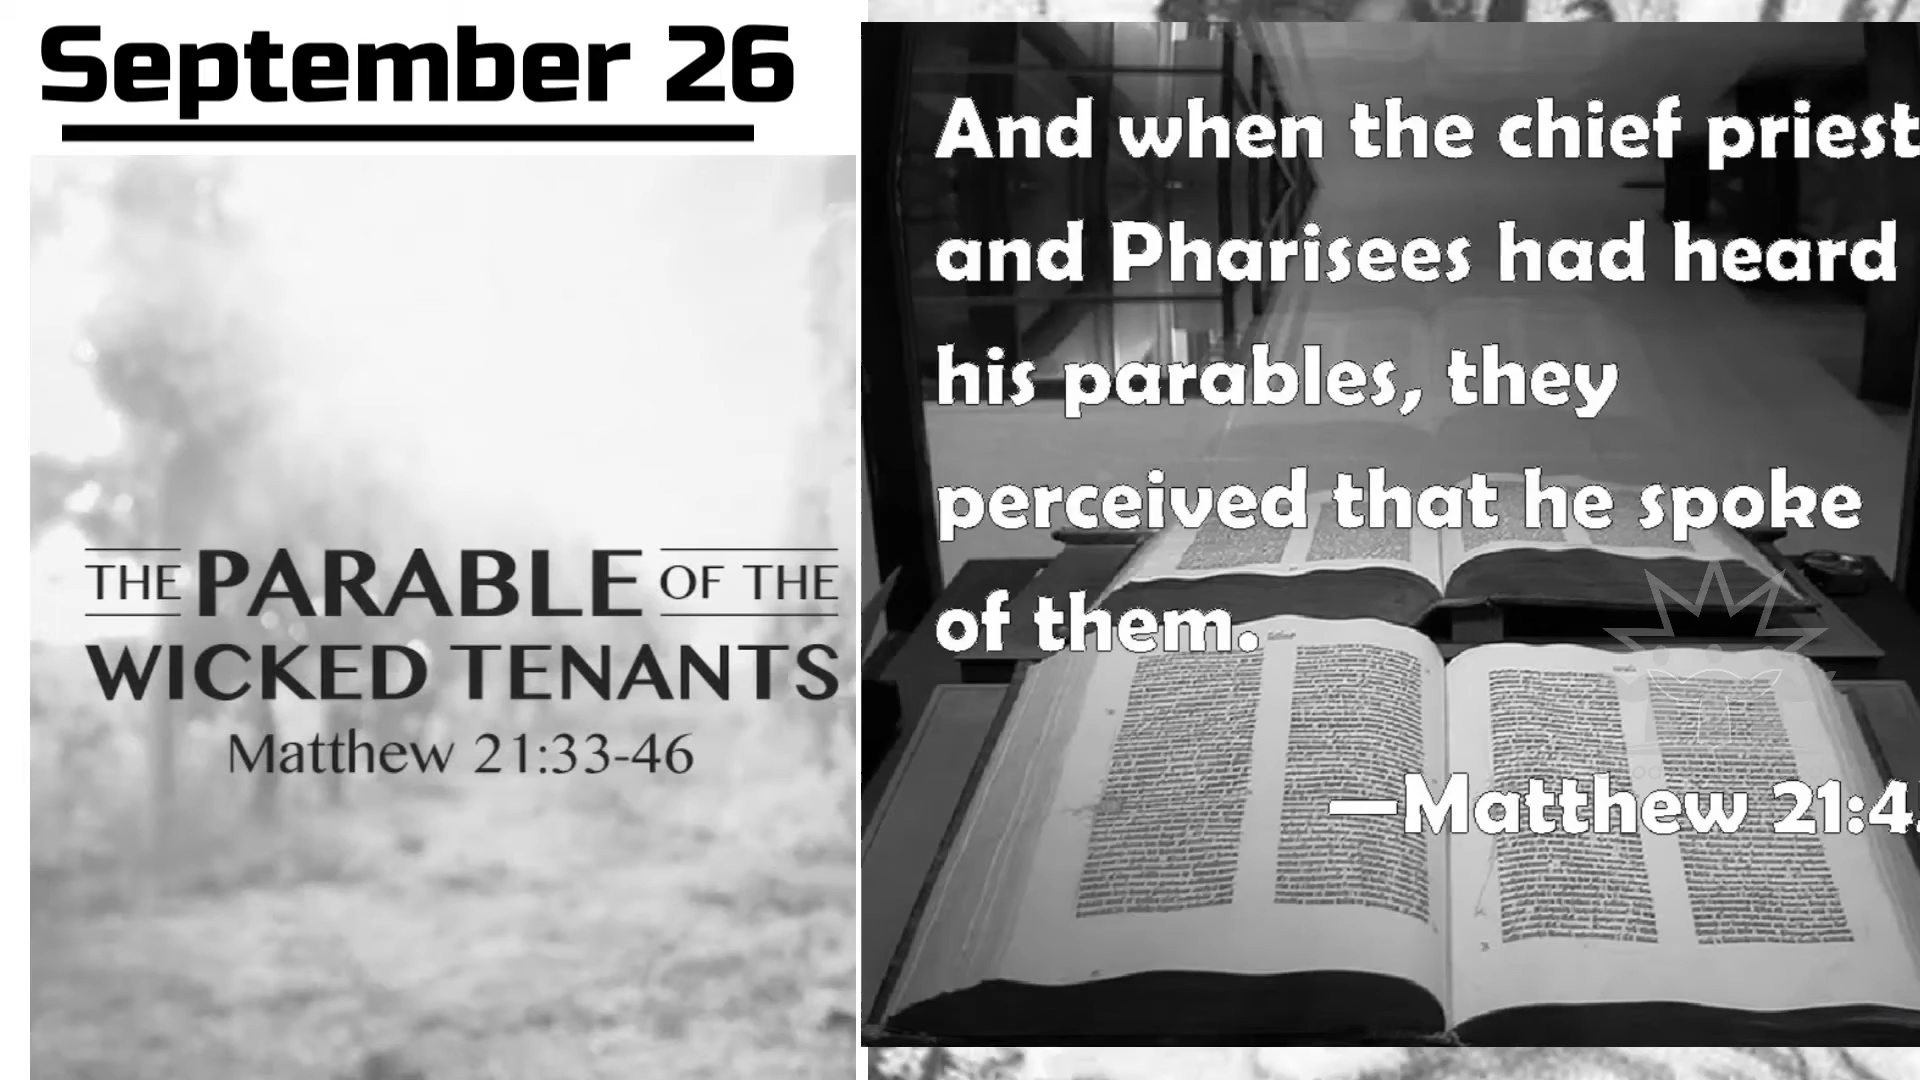 September 26
THE PARABLE OF THE
WICKED TENANTS
Matthew 21:33-46
And when the chief priest
and Pharisees had heard
his parables, they
perceived that he spoke
of them.
—Matthew 21:4